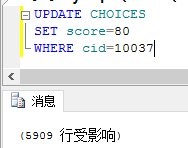 UPDATE CHOICES
SET score=80
WHERE cid=10037
消息
(5909 行受影响)